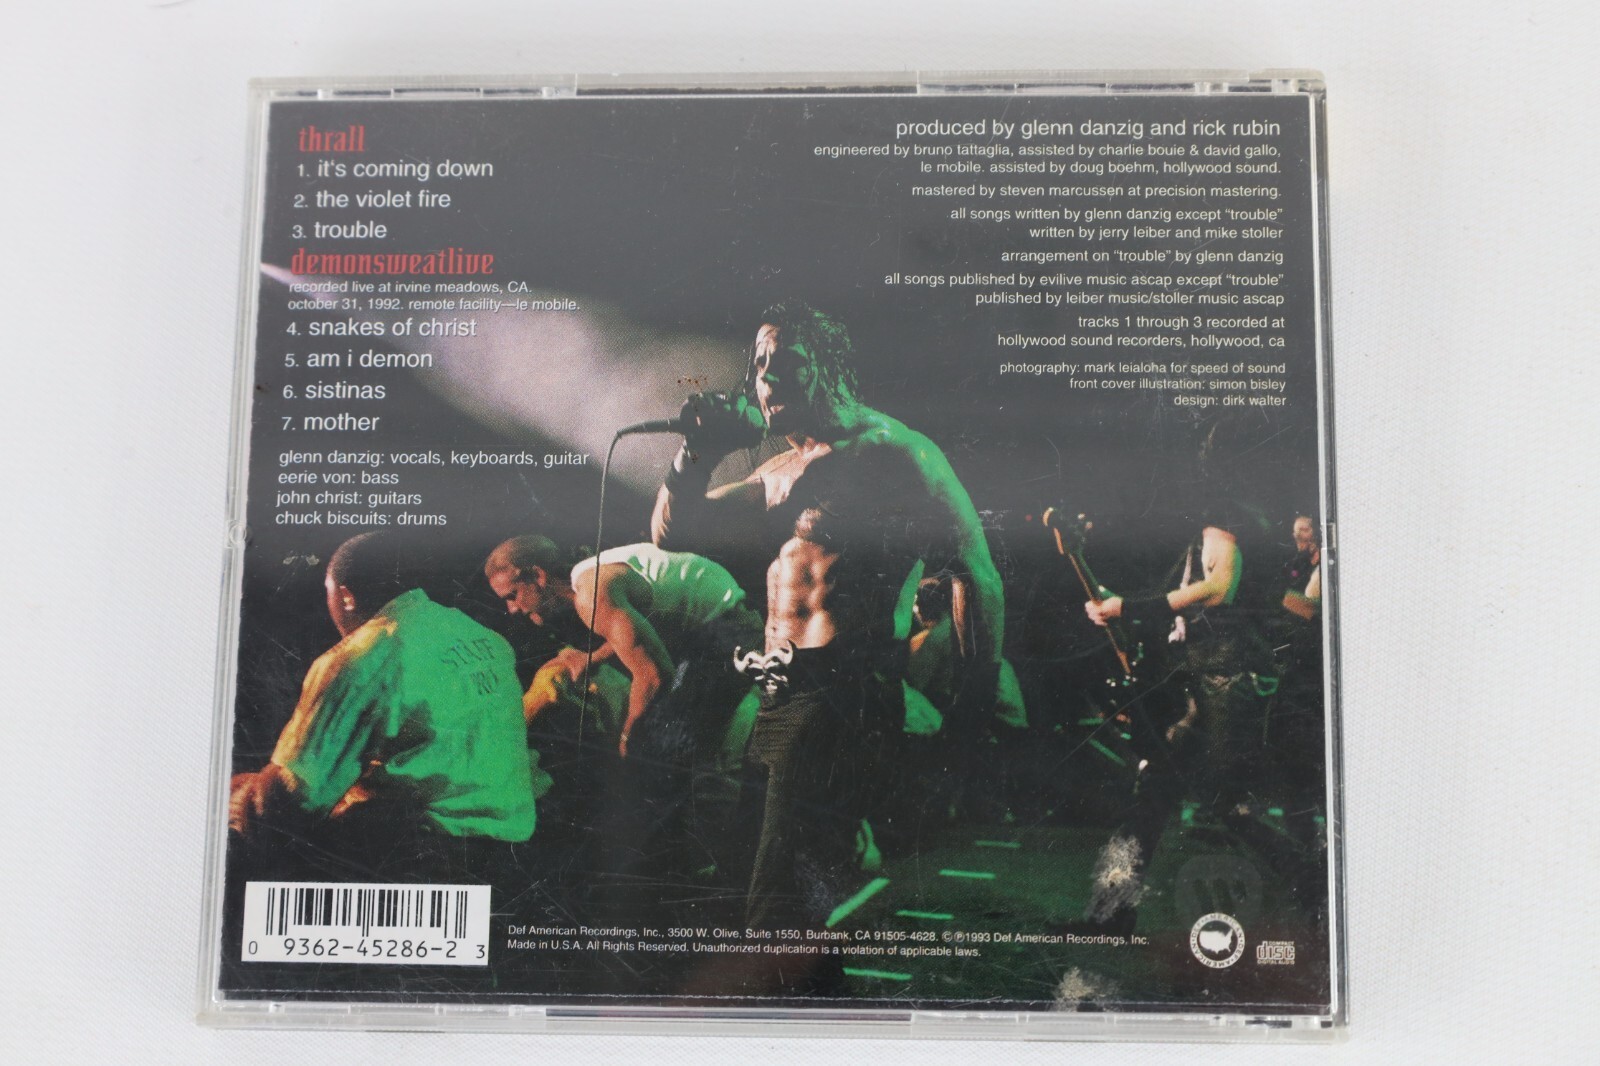 thrall
1. it's coming down
2. the violet fire
3. trouble
demonsweatlive
recorded live at irvine meadows, CA.
october 31, 1992. remote facility—le mobile.
4. snakes of christ
5. am i demon
6. sistinas
7. mother
glenn danzig: vocals, keyboards, guitar
eerie von: bass
john christ: guitars
chuck biscuits: drums
produced by glenn danzig and rick rubin
engineered by bruno tattaglia, assisted by charlie bouie & david gallo,
le mobile. assisted by doug boehm, hollywood sound.
mastered by steven marcussen at precision mastering.
all songs written by glenn danzig except "trouble"
written by jerry leiber and mike stoller
arrangement on "trouble" by glenn danzig
all songs published by evilive music ascap except "trouble"
published by leiber music/stoller music ascap
tracks 1 through 3 recorded at
hollywood sound recorders, hollywood, ca
photography: mark leialoha for speed of sound
front cover illustration: simon bisley
design: dirk walter
STAFF
0 9362-45286-2 3
Def American Recordings, Inc., 3500 W. Olive, Suite 1550, Burbank, CA 91505-4628. ©℗1993 Def American Recordings, Inc.
Made in U.S.A. All Rights Reserved. Unauthorized duplication is a violation of applicable laws.
DEF AMERICAN DEF AMERICAN
COMPACT
disc
DIGITAL AUDIO